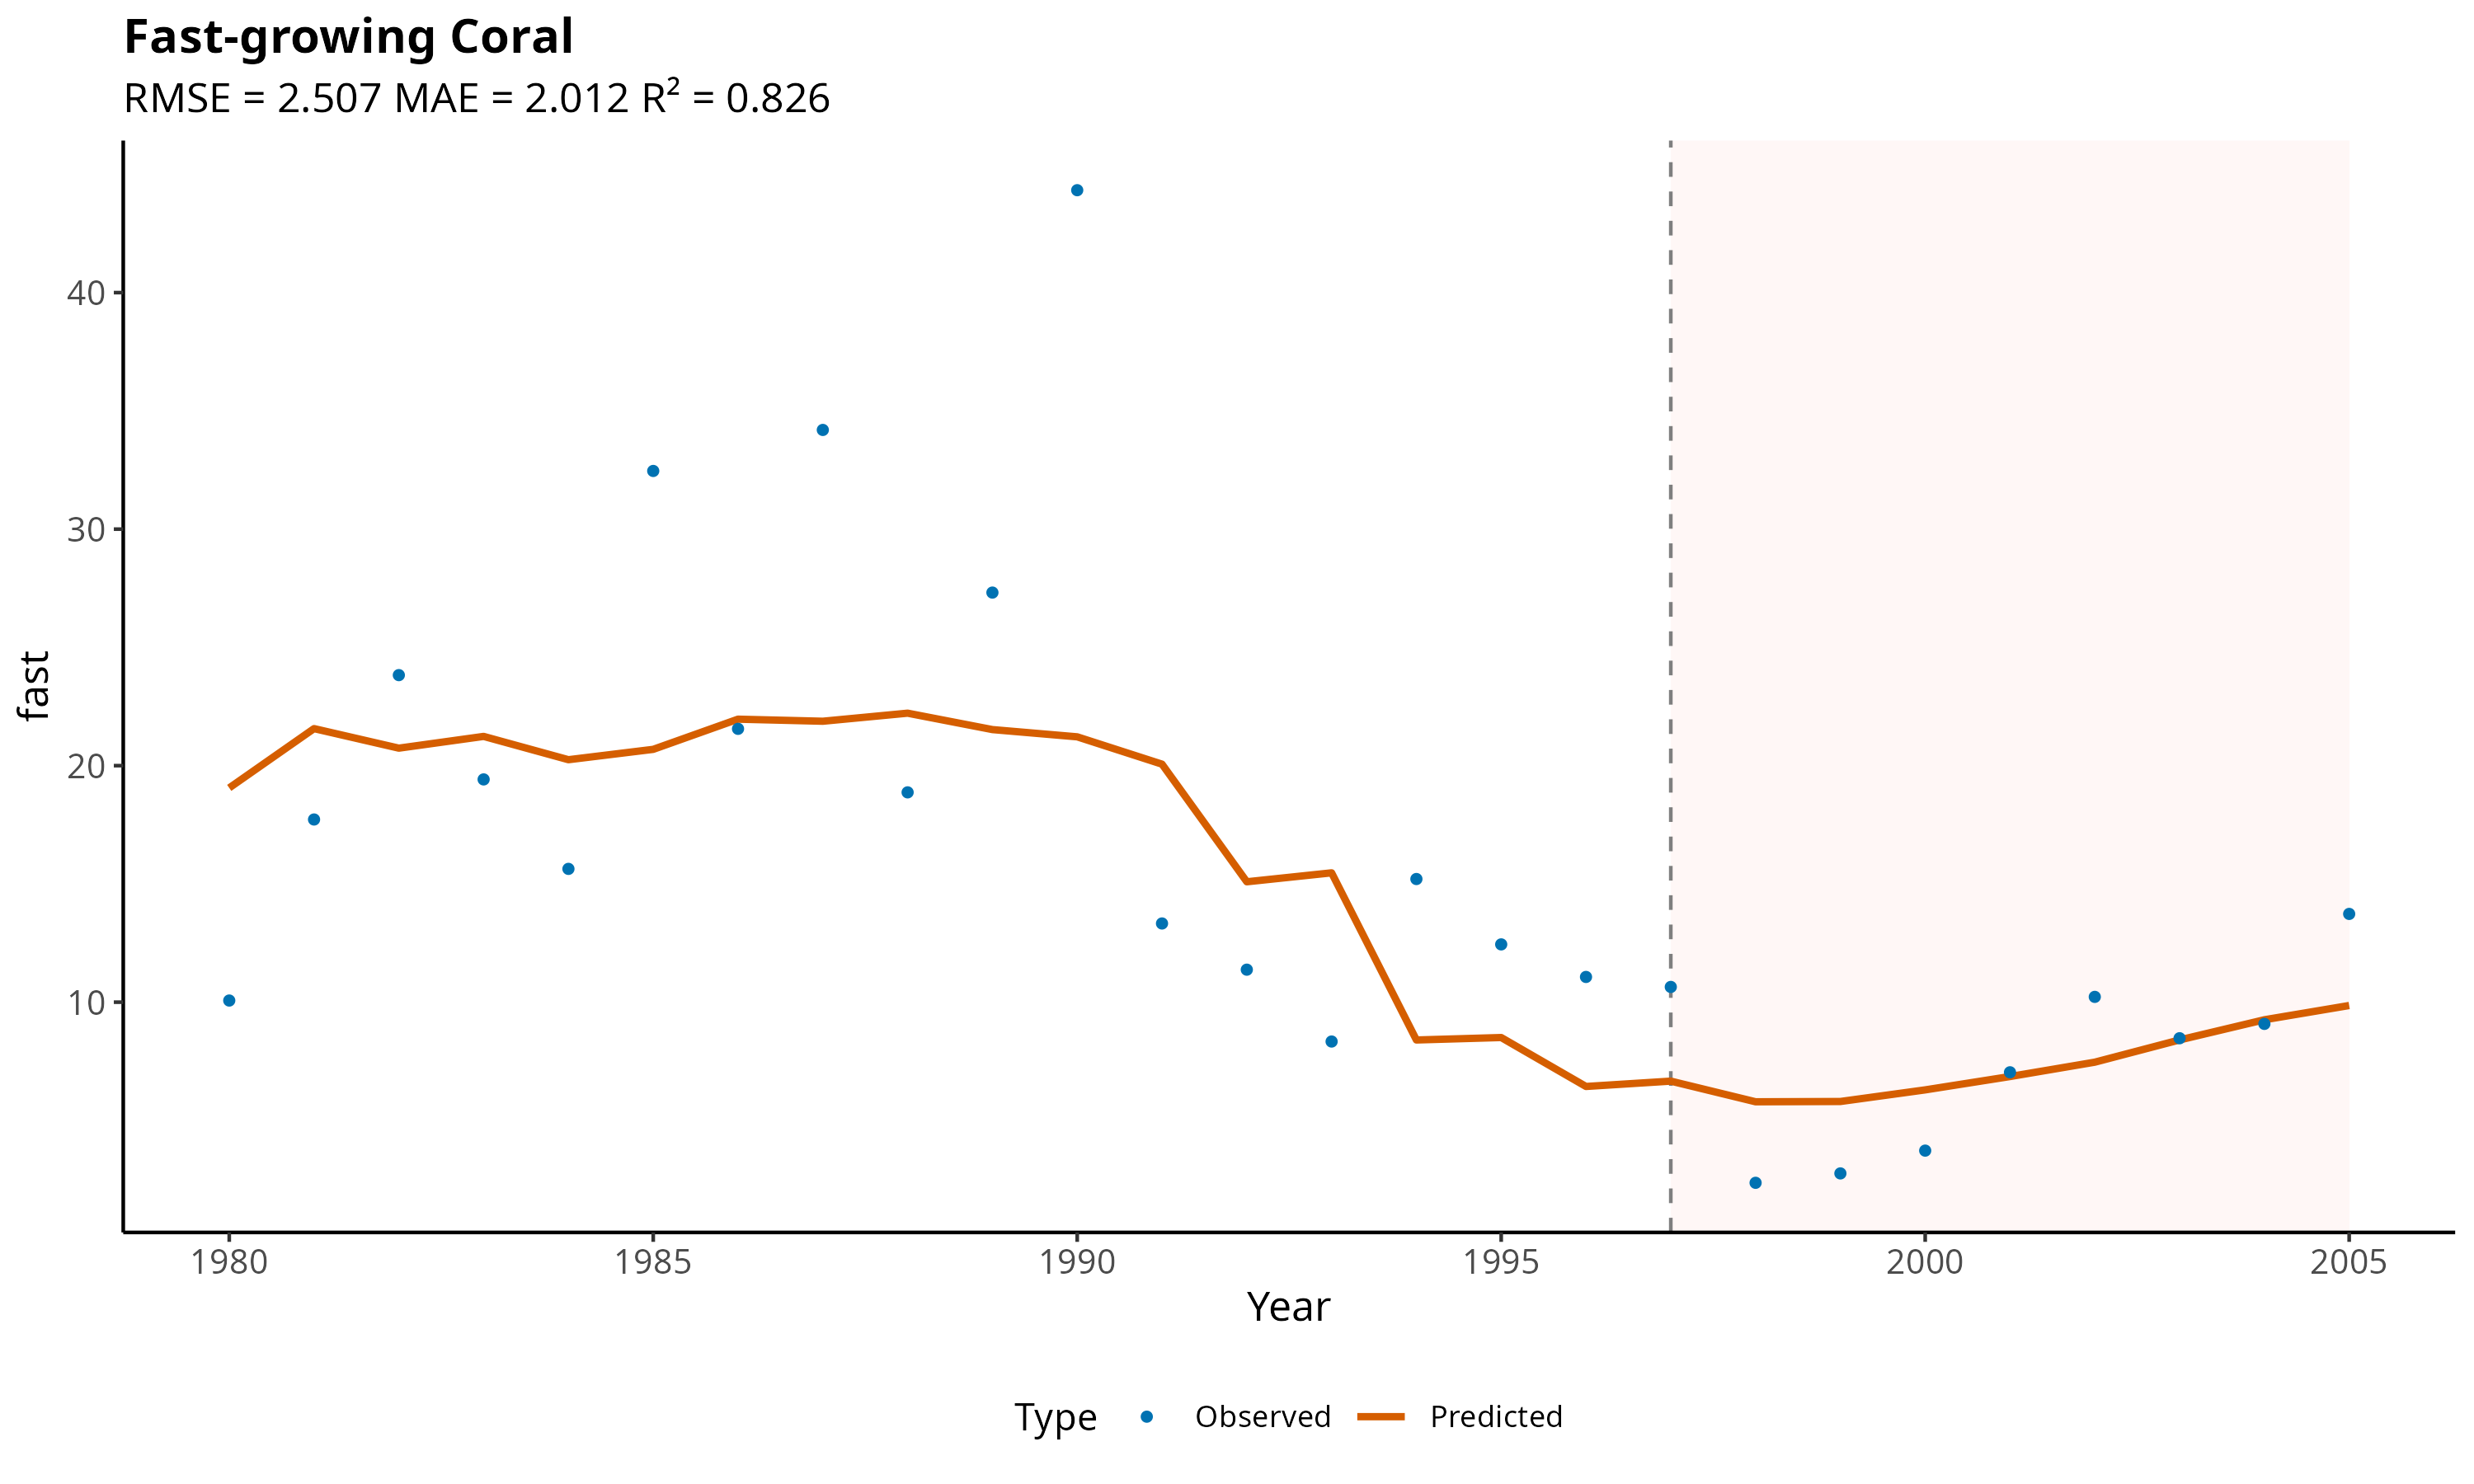 Fast-growing Coral
RMSE = 2.507 MAE = 2.012 R² = 0.826
40
30
20
10
fast
1980 1985 1990 1995 2000 2005
Year
Type Observed Predicted